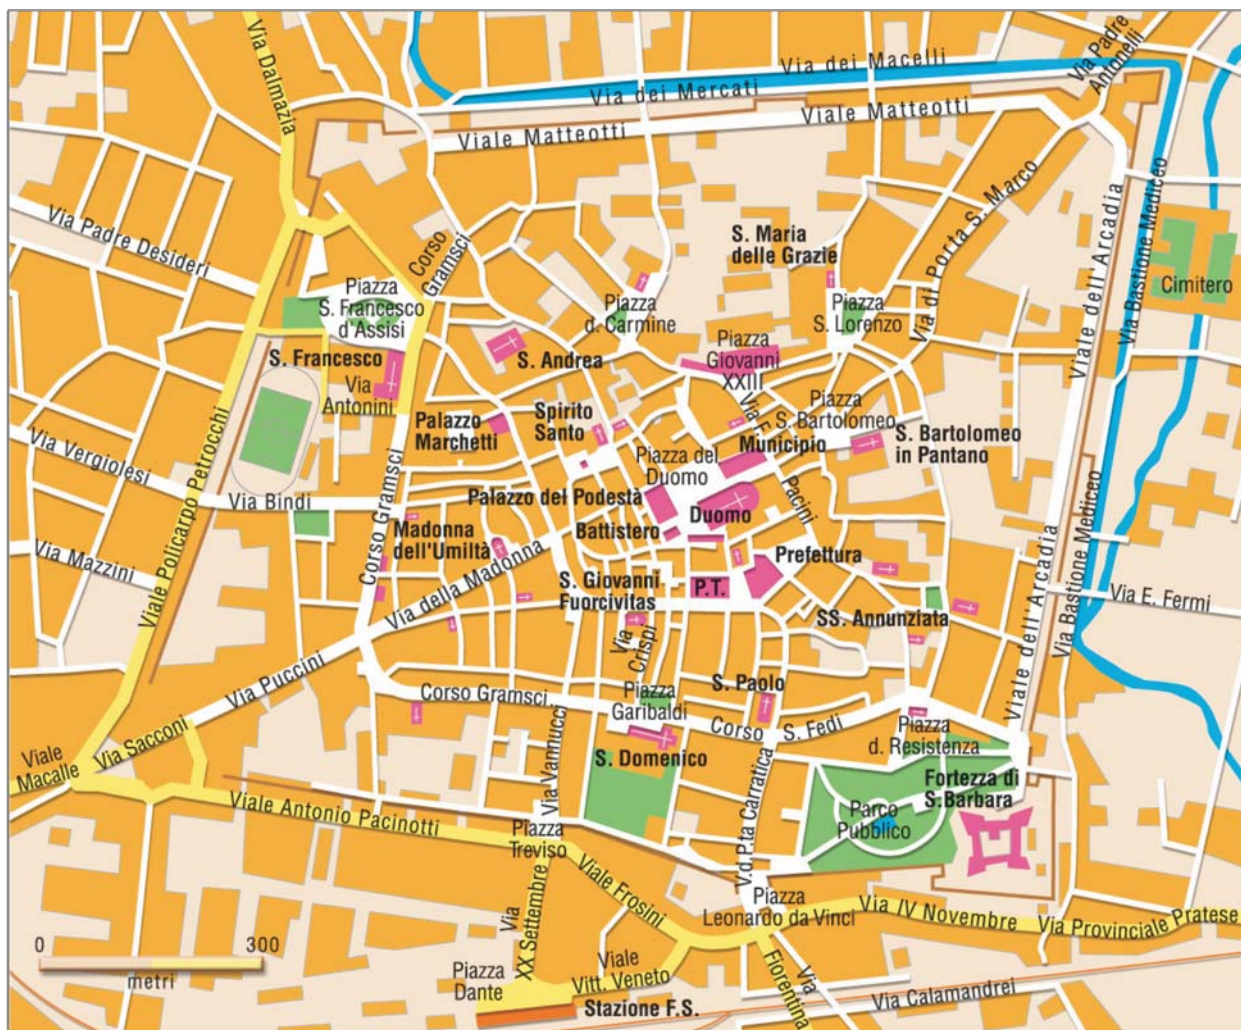 Via Dalmazia
Via dei Macelli
Via Padre
Antonelli
Via dei Mercati
Viale Matteotti
Viale Matteotti
Via Padre Desideri
Corso
Gramsci
S. Maria
delle Grazie
Via di Porta S. Marco
Viale dell'Arcadia
Via Bastione Mediceo
Cimitero
Piazza
S. Francesco
d'Assisi
Piazza
d. Carmine
Piazza
S. Lorenzo
Piazza
Giovanni
XXIII
S. Francesco
Via
Antonini
S. Andrea
Palazzo
Marchetti
Spirito
Santo
Via F.
Pacini
Piazza
S. Bartolomeo
Municipio
S. Bartolomeo
in Pantano
Via Vergiolesi
Viale Policarpo Petrocchi
Via Bindi
Corso Gramsci
Piazza del
Duomo
Palazzo del Podestà
Battistero
Duomo
Via Mazzini
Madonna
dell'Umiltà
Via della Madonna
Prefettura
Viale dell'Arcadia
Via Bastione Mediceo
S. Giovanni
Fuorcivitas
P.T.
Via E. Fermi
SS. Annunziata
Via
Crispi
Via Puccini
Corso Gramsci
Piazza
Garibaldi
S. Paolo
Corso S. Fedi
Piazza
d. Resistenza
Viale
Macalle
Via Sacconi
Via Vannucci
S. Domenico
V.d.P.ta Carratica
Fortezza di
S.Barbara
Parco
Pubblico
Viale Antonio Pacinotti
Piazza
Treviso
Viale Frosini
Piazza
Leonardo da Vinci
Via IV Novembre
Via Provinciale Pratese
0 300
metri
Via
XX Settembre
Piazza
Dante
Viale
Vitt. Veneto
Via
Fiorentina
Stazione F.S.
Via Calamandrei